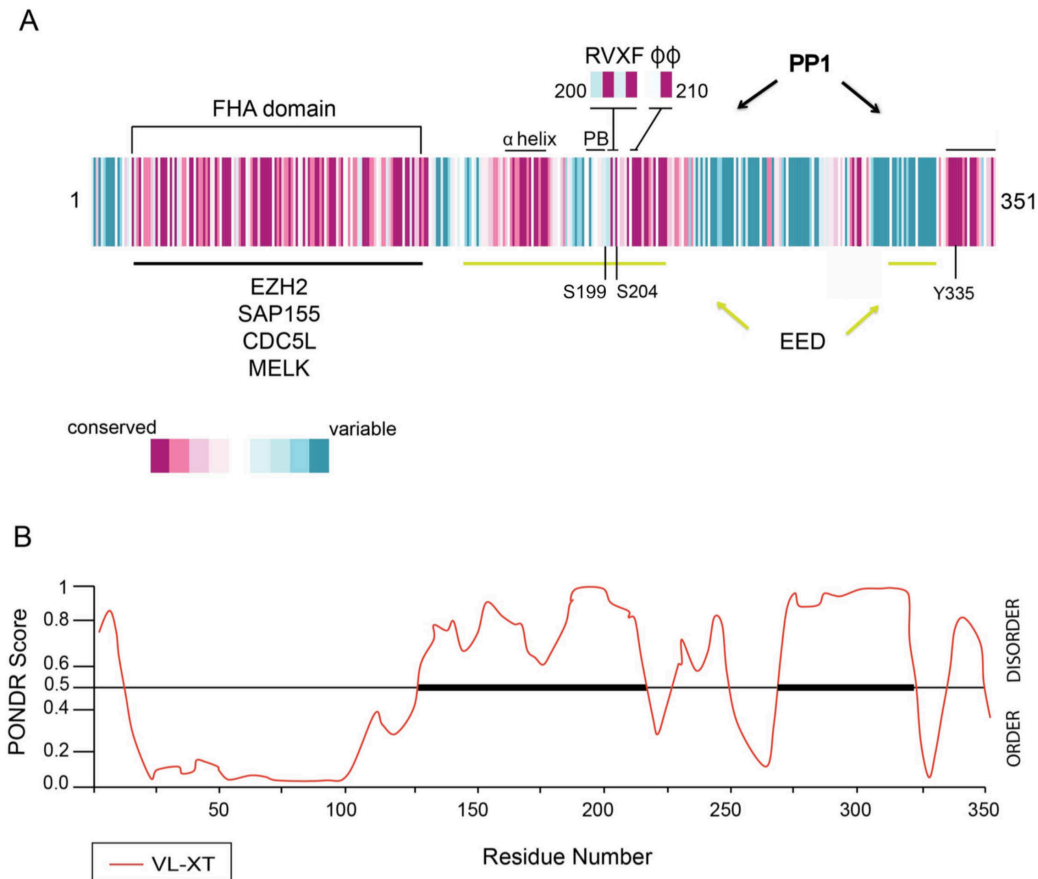 A
RVXF ϕϕ
200 210
PP1
FHA domain
α helix
PB
1
351
S199 S204
Y335
EZH2
SAP155
CDC5L
MELK
EED
conserved variable
B
PONDR Score
1
0.8
0.6
0.5
0.4
0.2
0.0
DISORDER
ORDER
50 100 150 200 250 300 350
Residue Number
VL-XT